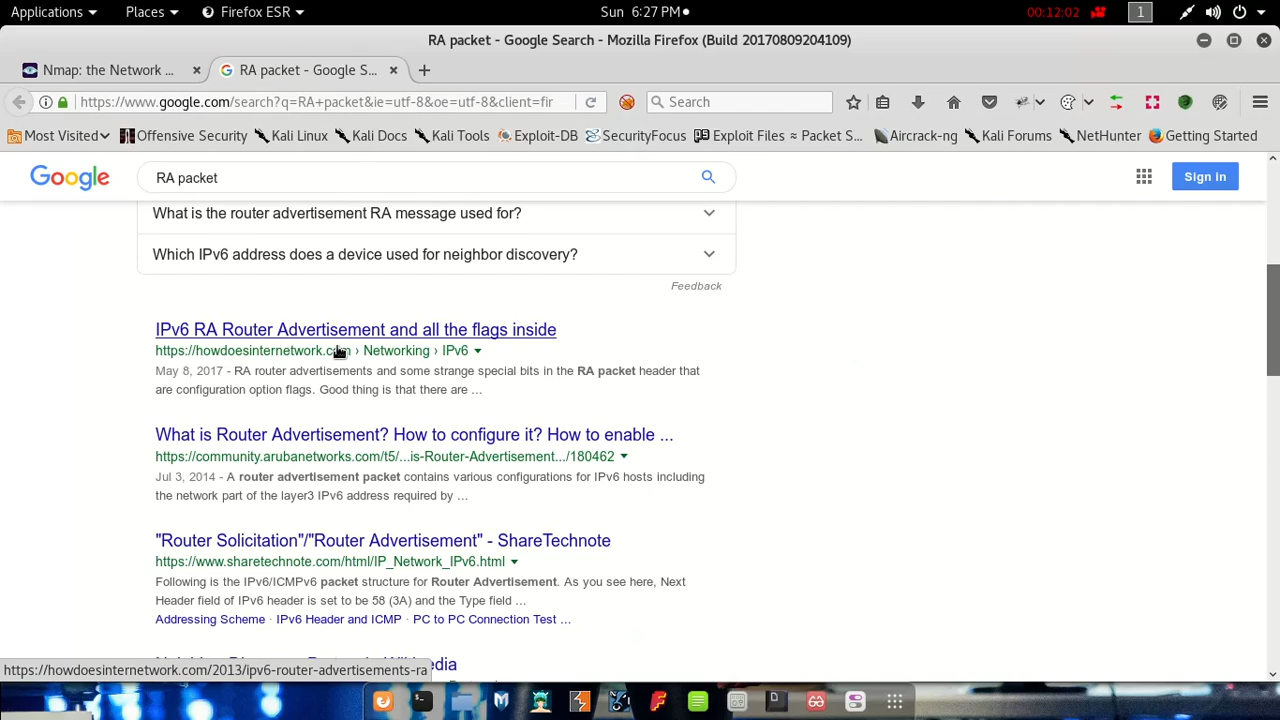 Applications
Places
Firefox ESR
Sun 6:27 PM
00:12:02
1
RA packet - Google Search - Mozilla Firefox (Build 20170809204109)
Nmap: the Network ...
RA packet - Google S...
https://www.google.com/search?q=RA+packet&ie=utf-8&oe=utf-8&client=fir
Search
Most Visited
Offensive Security
Kali Linux
Kali Docs
Kali Tools
Exploit-DB
SecurityFocus
Exploit Files ≈ Packet S...
Aircrack-ng
Kali Forums
NetHunter
Getting Started
Google
RA packet
Sign in
What is the router advertisement RA message used for?
Which IPv6 address does a device used for neighbor discovery?
Feedback
IPv6 RA Router Advertisement and all the flags inside
https://howdoesinternetwork.com › Networking › IPv6
May 8, 2017 - RA router advertisements and some strange special bits in the RA packet header that
are configuration option flags. Good thing is that there are ...
What is Router Advertisement? How to configure it? How to enable ...
https://community.arubanetworks.com/t5/...is-Router-Advertisement.../180462
Jul 3, 2014 - A router advertisement packet contains various configurations for IPv6 hosts including
the network part of the layer3 IPv6 address required by ...
"Router Solicitation"/"Router Advertisement" - ShareTechnote
https://www.sharetechnote.com/html/IP_Network_IPv6.html
Following is the IPv6/ICMPv6 packet structure for Router Advertisement. As you see here, Next
Header field of IPv6 header is set to be 58 (3A) and the Type field ...
Addressing Scheme · IPv6 Header and ICMP · PC to PC Connection Test ...
https://howdoesinternetwork.com/2013/ipv6-router-advertisements-ra